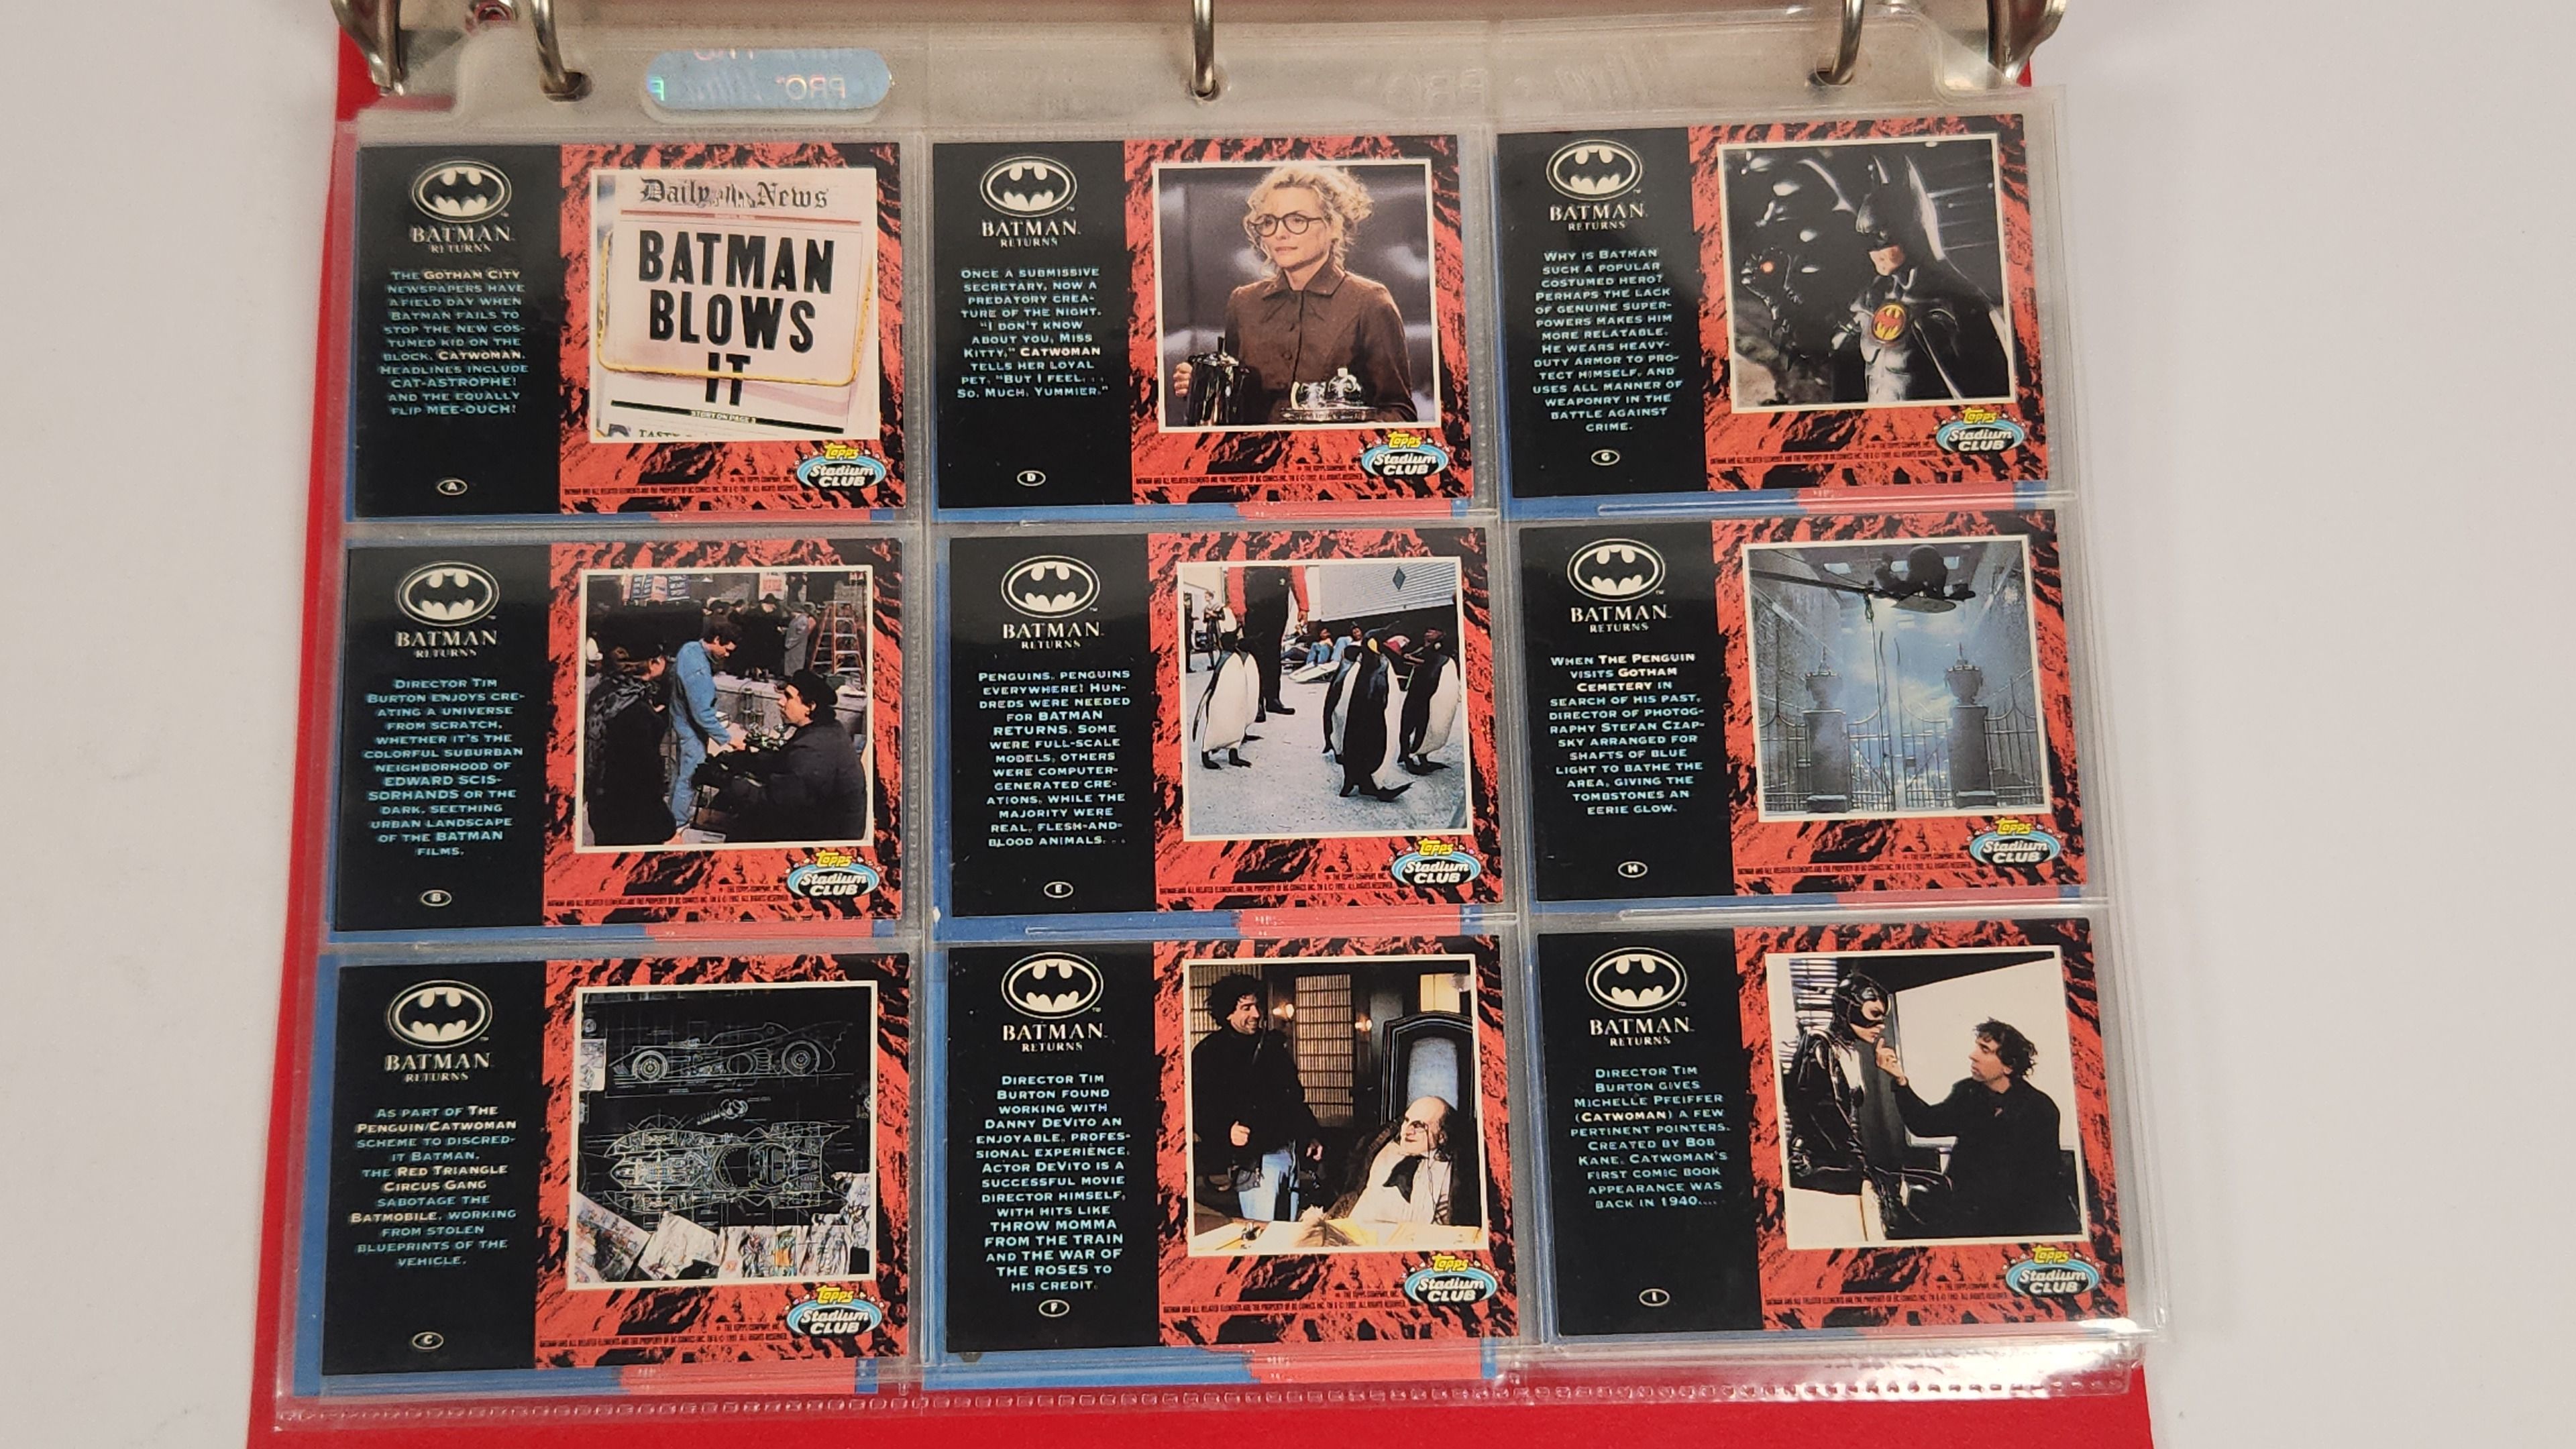 PRO
BATMAN
RETURNS
THE GOTHAM CITY
NEWSPAPERS HAVE
A FIELD DAY WHEN
BATMAN FAILS TO
STOP THE NEW COS-
TUMED KID ON THE
BLOCK, CATWOMAN.
HEADLINES INCLUDE
CAT-ASTROPHE!
AND THE EQUALLY
FLIP MEE-OUCH!
A
Daily News
BATMAN
BLOWS
IT
STORY ON PAGE 3
Topps
Stadium
CLUB
BATMAN
RETURNS
ONCE A SUBMISSIVE
SECRETARY, NOW A
PREDATORY CREA-
TURE OF THE NIGHT.
"I DON'T KNOW
ABOUT YOU, MISS
KITTY," CATWOMAN
TELLS HER LOYAL
PET. "BUT I FEEL...
SO. MUCH. YUMMIER."
D
Topps
Stadium
CLUB
BATMAN
RETURNS
WHY IS BATMAN
SUCH A POPULAR
COSTUMED HERO?
PERHAPS THE LACK
OF GENUINE SUPER-
POWERS MAKES HIM
MORE RELATABLE.
HE WEARS HEAVY-
DUTY ARMOR TO PRO-
TECT HIMSELF, AND
USES ALL MANNER OF
WEAPONRY IN THE
BATTLE AGAINST
CRIME.
G
Topps
Stadium
CLUB
BATMAN
RETURNS
DIRECTOR TIM
BURTON ENJOYS CRE-
ATING A UNIVERSE
FROM SCRATCH,
WHETHER IT'S THE
COLORFUL SUBURBAN
NEIGHBORHOOD OF
EDWARD SCIS-
SORHANDS OR THE
DARK, SEETHING
URBAN LANDSCAPE
OF THE BATMAN
FILMS.
B
Topps
Stadium
CLUB
BATMAN
RETURNS
PENGUINS, PENGUINS
EVERYWHERE! HUN-
DREDS WERE NEEDED
FOR BATMAN
RETURNS. SOME
WERE FULL-SCALE
MODELS, OTHERS
WERE COMPUTER-
GENERATED CRE-
ATIONS, WHILE THE
MAJORITY WERE
REAL, FLESH-AND-
BLOOD ANIMALS...
E
Topps
Stadium
CLUB
BATMAN
RETURNS
WHEN THE PENGUIN
VISITS GOTHAM
CEMETERY IN
SEARCH OF HIS PAST,
DIRECTOR OF PHOTOG-
RAPHY STEFAN CZAP-
SKY ARRANGED FOR
SHAFTS OF BLUE
LIGHT TO BATHE THE
AREA, GIVING THE
TOMBSTONES AN
EERIE GLOW.
H
Topps
Stadium
CLUB
BATMAN
RETURNS
AS PART OF THE
PENGUIN/CATWOMAN
SCHEME TO DISCRED-
IT BATMAN,
THE RED TRIANGLE
CIRCUS GANG
SABOTAGE THE
BATMOBILE, WORKING
FROM STOLEN
BLUEPRINTS OF THE
VEHICLE.
C
Topps
Stadium
CLUB
BATMAN
RETURNS
DIRECTOR TIM
BURTON FOUND
WORKING WITH
DANNY DEVITO AN
ENJOYABLE, PROFES-
SIONAL EXPERIENCE.
ACTOR DEVITO IS A
SUCCESSFUL MOVIE
DIRECTOR HIMSELF,
WITH HITS LIKE
THROW MOMMA
FROM THE TRAIN
AND THE WAR OF
THE ROSES TO
HIS CREDIT.
F
Topps
Stadium
CLUB
BATMAN
RETURNS
DIRECTOR TIM
BURTON GIVES
MICHELLE PFEIFFER
(CATWOMAN) A FEW
PERTINENT POINTERS.
CREATED BY BOB
KANE, CATWOMAN'S
FIRST COMIC BOOK
APPEARANCE WAS
BACK IN 1940....
I
Topps
Stadium
CLUB